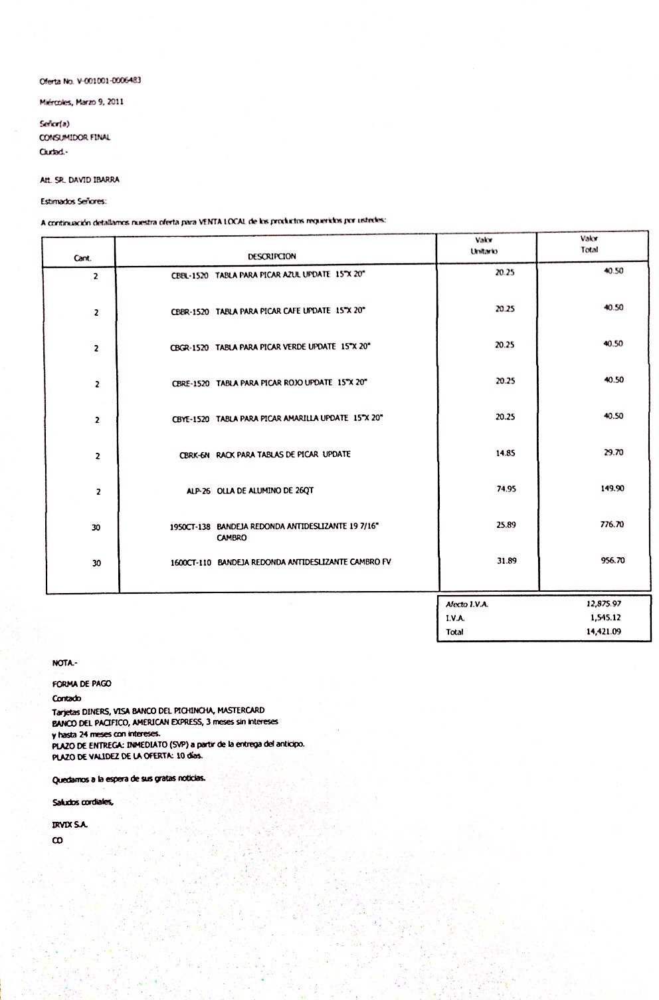 Oferta No. V-001001-0006483
Miércoles, Marzo 9, 2011
Señor(a)
CONSUMIDOR FINAL
Ciudad.-
Att. SR. DAVID IBARRA
Estimados Señores:
A continuación detallamos nuestra oferta para VENTA LOCAL de los productos requeridos por ustedes:
Cant. DESCRIPCION Valor Unitario Valor Total
2 CBBL-1520 TABLA PARA PICAR AZUL UPDATE 15"X 20" 20.25 40.50
2 CBBR-1520 TABLA PARA PICAR CAFE UPDATE 15"X 20" 20.25 40.50
2 CBGR-1520 TABLA PARA PICAR VERDE UPDATE 15"X 20" 20.25 40.50
2 CBRE-1520 TABLA PARA PICAR ROJO UPDATE 15"X 20" 20.25 40.50
2 CBYE-1520 TABLA PARA PICAR AMARILLA UPDATE 15"X 20" 20.25 40.50
2 CBRK-6N RACK PARA TABLAS DE PICAR UPDATE 14.85 29.70
2 ALP-26 OLLA DE ALUMINO DE 26QT 74.95 149.90
30 1950CT-138 BANDEJA REDONDA ANTIDESLIZANTE 19 7/16" 25.89 776.70
CAMBRO
30 1600CT-110 BANDEJA REDONDA ANTIDESLIZANTE CAMBRO FV 31.89 956.70
Afecto I.V.A. 12,875.97
I.V.A. 1,545.12
Total 14,421.09
NOTA.-
FORMA DE PAGO
Contado
Tarjetas DINERS, VISA BANCO DEL PICHINCHA, MASTERCARD
BANCO DEL PACIFICO, AMERICAN EXPRESS, 3 meses sin intereses
y hasta 24 meses con intereses.
PLAZO DE ENTREGA: INMEDIATO (SVP) a partir de la entrega del anticipo.
PLAZO DE VALIDEZ DE LA OFERTA: 10 días.
Quedamos a la espera de sus gratas noticias.
Saludos cordiales,
IRVIX S.A.
CO